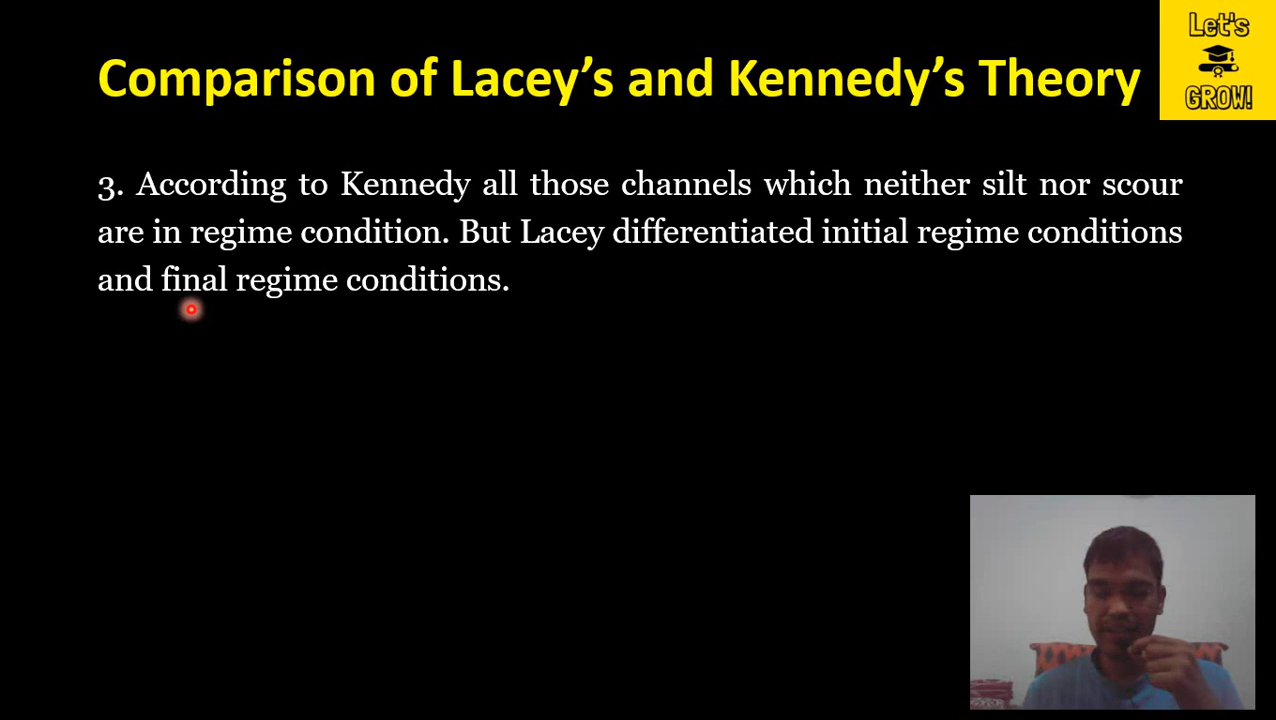 Let's
GROW!
Comparison of Lacey’s and Kennedy’s Theory
3. According to Kennedy all those channels which neither silt nor scour
are in regime condition. But Lacey differentiated initial regime conditions
and final regime conditions.